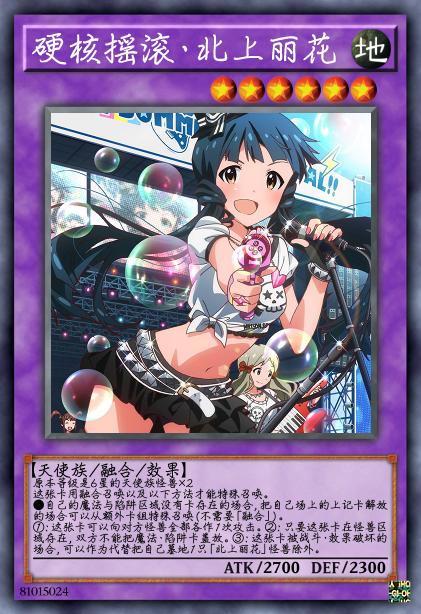 硬核摇滚·北上丽花
地
【天使族/融合/效果】
原本等级是6星的天使族怪兽×2
这张卡用融合召唤以及以下方法才能特殊召唤。
●自己的魔法与陷阱区域没有卡存在的场合,把自己场上的上记卡解放
的场合可以从额外卡组特殊召唤(不需要「融合」)。
①:这张卡可以向对方怪兽全部各作1次攻击。②:只要这张卡在怪兽区
域存在,双方不能把魔法·陷阱卡盖放。③:这张卡被战斗·效果破坏的
场合,可以作为代替把自己墓地1只「北上丽花」怪兽除外。
ATK/2700 DEF/2300
81015024